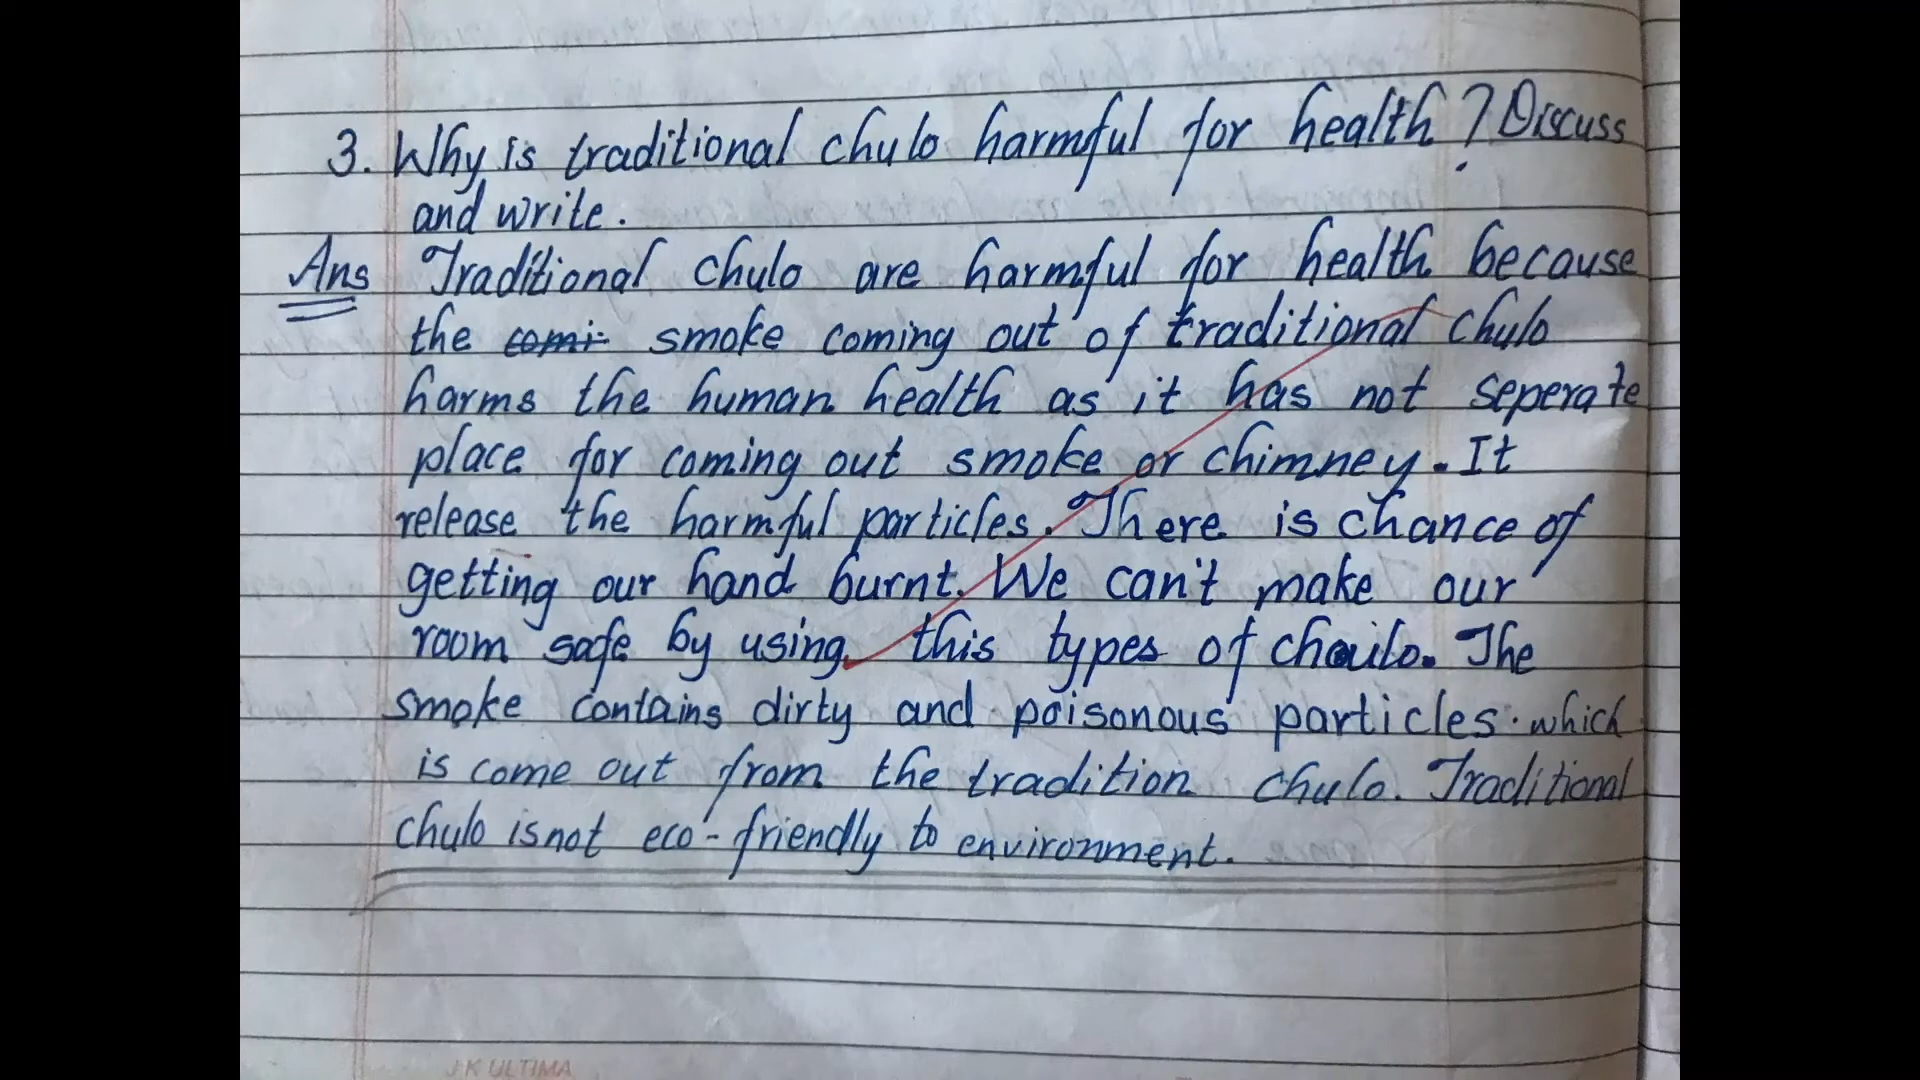 3. Why is traditional chulo harmful for health? Discuss
and write.
Ans Traditional chulo are harmful for health because
the comi- smoke coming out of traditional chulo
harms the human health as it has not seperate
place for coming out smoke or chimney. It
release the harmful particles. There is chance of
getting our hand burnt. We can't make our
room safe by using this types of chulo. The
smoke contains dirty and poisonous particles. which
is come out from the tradition chulo. Traditional
chulo is not eco-friendly to environment.
JK ULTIMA